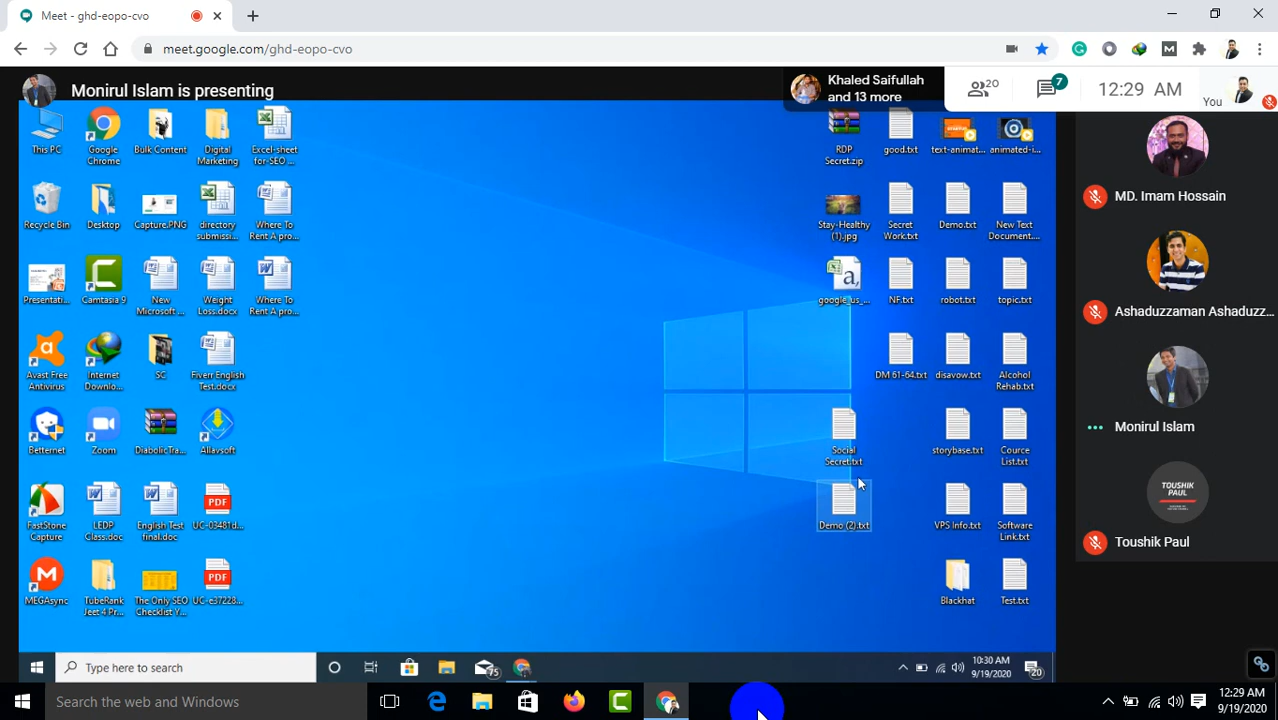 Meet - ghd-eopo-cvo
meet.google.com/ghd-eopo-cvo
Monirul Islam is presenting
Khaled Saifullah
and 13 more
20
7
12:29 AM
You
This PC
Google
Chrome
Bulk Content
Digital
Marketing
Excel-sheet
for-SEO ...
RDP
Secret.zip
good.txt
text-animat...
animated-i...
Recycle Bin
Desktop
Capture.PNG
directory
submissi...
Where To
Rent A pro...
Stay-Healthy
(1).jpg
Secret
Work.txt
Demo.txt
New Text
Document....
Presentati...
Camtasia 9
New
Microsoft ...
Weight
Loss.docx
Where To
Rent A pro...
google_us_...
NF.txt
robot.txt
topic.txt
Avast Free
Antivirus
Internet
Downlo...
SC
Fiverr English
Test.docx
DM 61-64.txt
disavow.txt
Alcohol
Rehab.txt
Betternet
Zoom
DiabolicTra...
Aliavsoft
Social
Secret.txt
storybase.txt
Cource
List.txt
FastStone
Capture
LEDP
Class.doc
English Test
final.doc
UC-03481d...
Demo (2).txt
VPS Info.txt
Software
Link.txt
MEGAsync
TubeRank
Jeet 4 Pr...
The Only SEO
Checklist Y...
UC-e37228...
Blackhat
Test.txt
MD. Imam Hossain
Ashaduzzaman Ashaduzz...
Monirul Islam
TOUSHIK
PAUL
Toushik Paul
Type here to search
75
10:30 AM
9/19/2020
20
Search the web and Windows
12:29 AM
9/19/2020